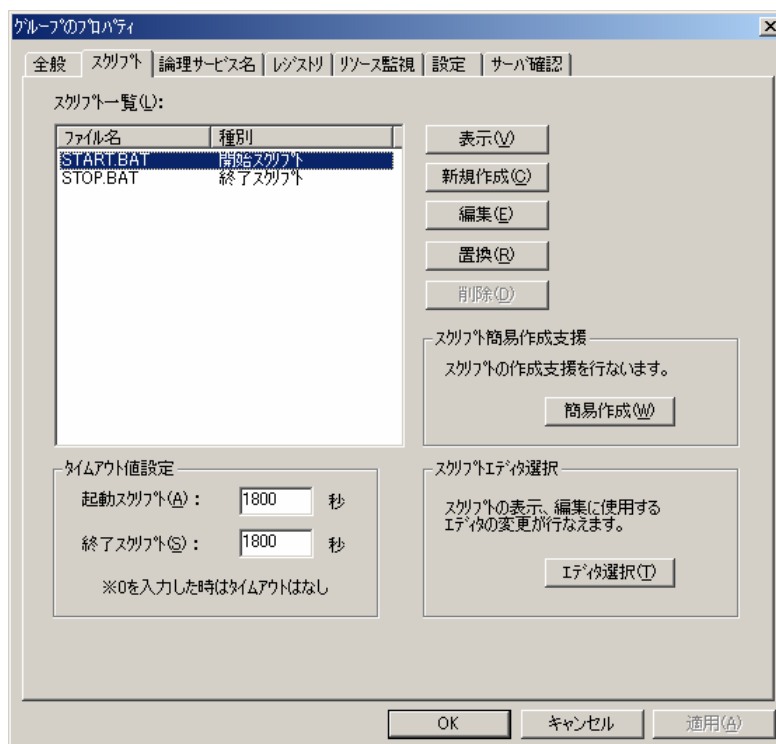 グループのプロパティ
全般 スクリプト 論理サービス名 レジストリ リソース監視 設定 サーバ確認
スクリプト一覧(L):
ファイル名 種別
START.BAT 開始スクリプト
STOP.BAT 終了スクリプト
表示(V)
新規作成(C)
編集(E)
置換(R)
削除(D)
スクリプト簡易作成支援
スクリプトの作成支援を行ないます。
簡易作成(W)
タイムアウト値設定
起動スクリプト(A): 1800 秒
終了スクリプト(S): 1800 秒
※0を入力した時はタイムアウトはなし
スクリプトエディタ選択
スクリプトの表示、編集に使用する
エディタの変更が行なえます。
エディタ選択(T)
OK キャンセル 適用(A)